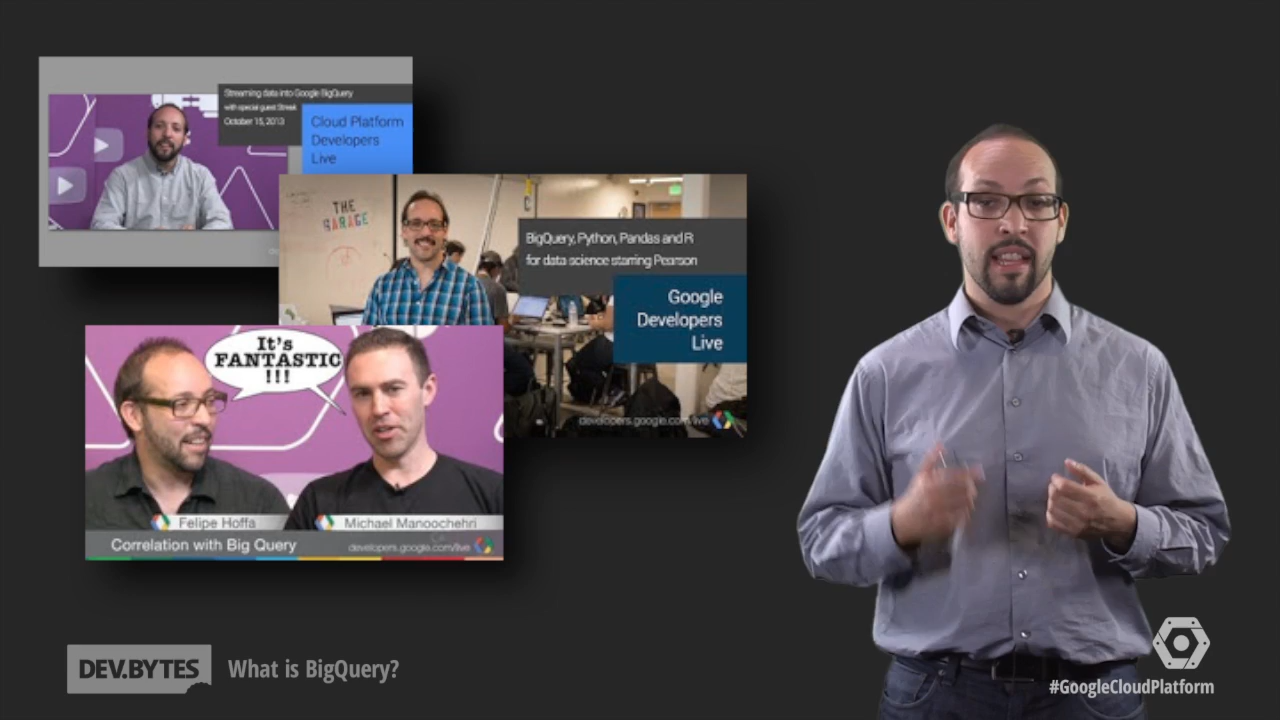 Streaming data into Google BigQuery
with special guest Streak
October 15, 2013
Cloud Platform
Developers
Live
THE
GARAGE
BigQuery, Python, Pandas and R
for data science starring Pearson
Google
Developers
Live
developers.google.com/live
It's
FANTASTIC
!!!
Felipe Hoffa
Michael Manoochehri
Correlation with Big Query
developers.google.com/live
DEV.BYTES
What is BigQuery?
#GoogleCloudPlatform